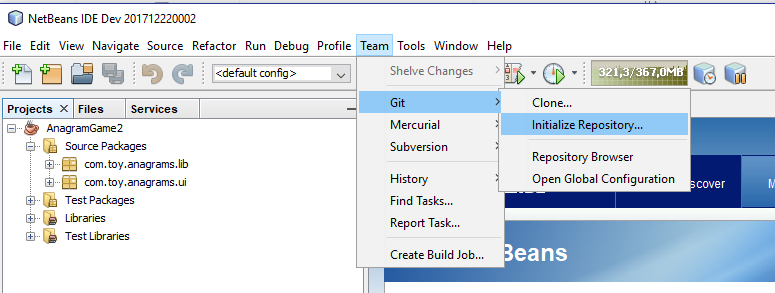 NetBeans IDE Dev 201712220002
File Edit View Navigate Source Refactor Run Debug Profile Team Tools Window Help
<default config>
321,3/367,0MB
Projects × Files Services
AnagramGame2
Source Packages
com.toy.anagrams.lib
com.toy.anagrams.ui
Test Packages
Libraries
Test Libraries
Shelve Changes
Git
Mercurial
Subversion
History
Find Tasks...
Report Task...
Create Build Job...
Clone...
Initialize Repository...
Repository Browser
Open Global Configuration
scover
M
Beans